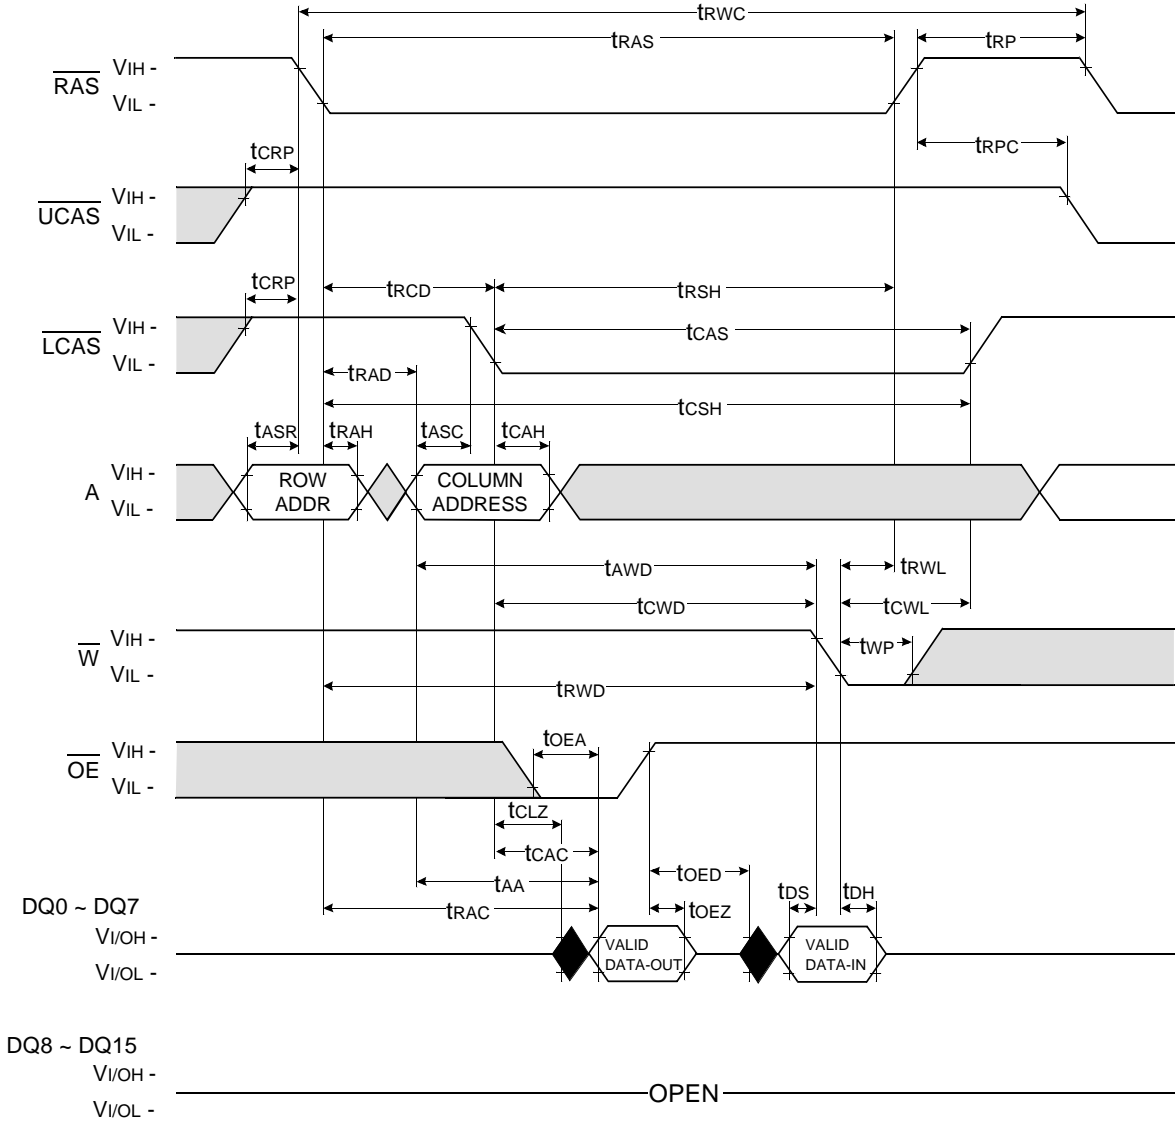 tRWC
tRAS
tRP
RAS
VIH -
VIL -
tCRP
tRPC
UCAS
VIH -
VIL -
tCRP
tRCD
tRSH
LCAS
VIH -
VIL -
tCAS
tRAD
tCSH
tASR
tRAH
tASC
tCAH
A
VIH -
VIL -
ROW
ADDR
COLUMN
ADDRESS
tAWD
tRWL
tCWD
tCWL
W
VIH -
VIL -
tWP
tRWD
OE
VIH -
VIL -
tOEA
tCLZ
tCAC
tOED
tAA
tDS
tDH
tRAC
tOEZ
DQ0 ~ DQ7
VI/OH -
VI/OL -
VALID
DATA-OUT
VALID
DATA-IN
DQ8 ~ DQ15
VI/OH -
VI/OL -
OPEN